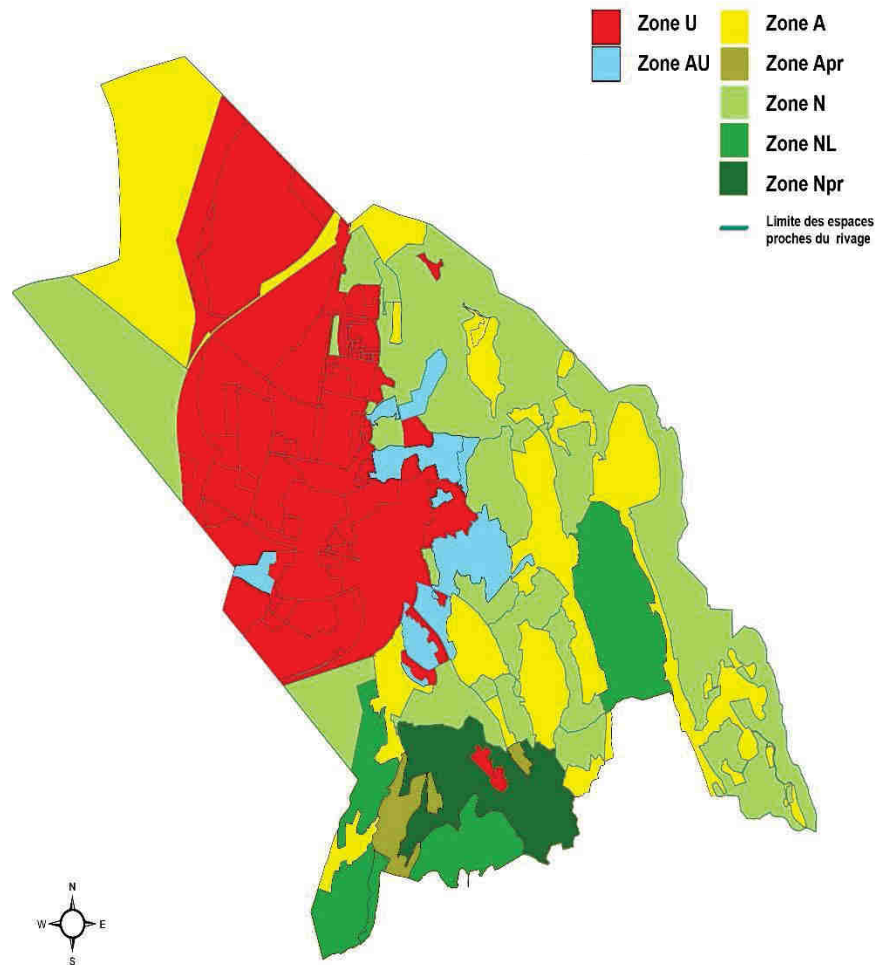 Zone U
Zone AU
Zone A
Zone Apr
Zone N
Zone NL
Zone Npr
Limite des espaces
proches du rivage
N
W E
S